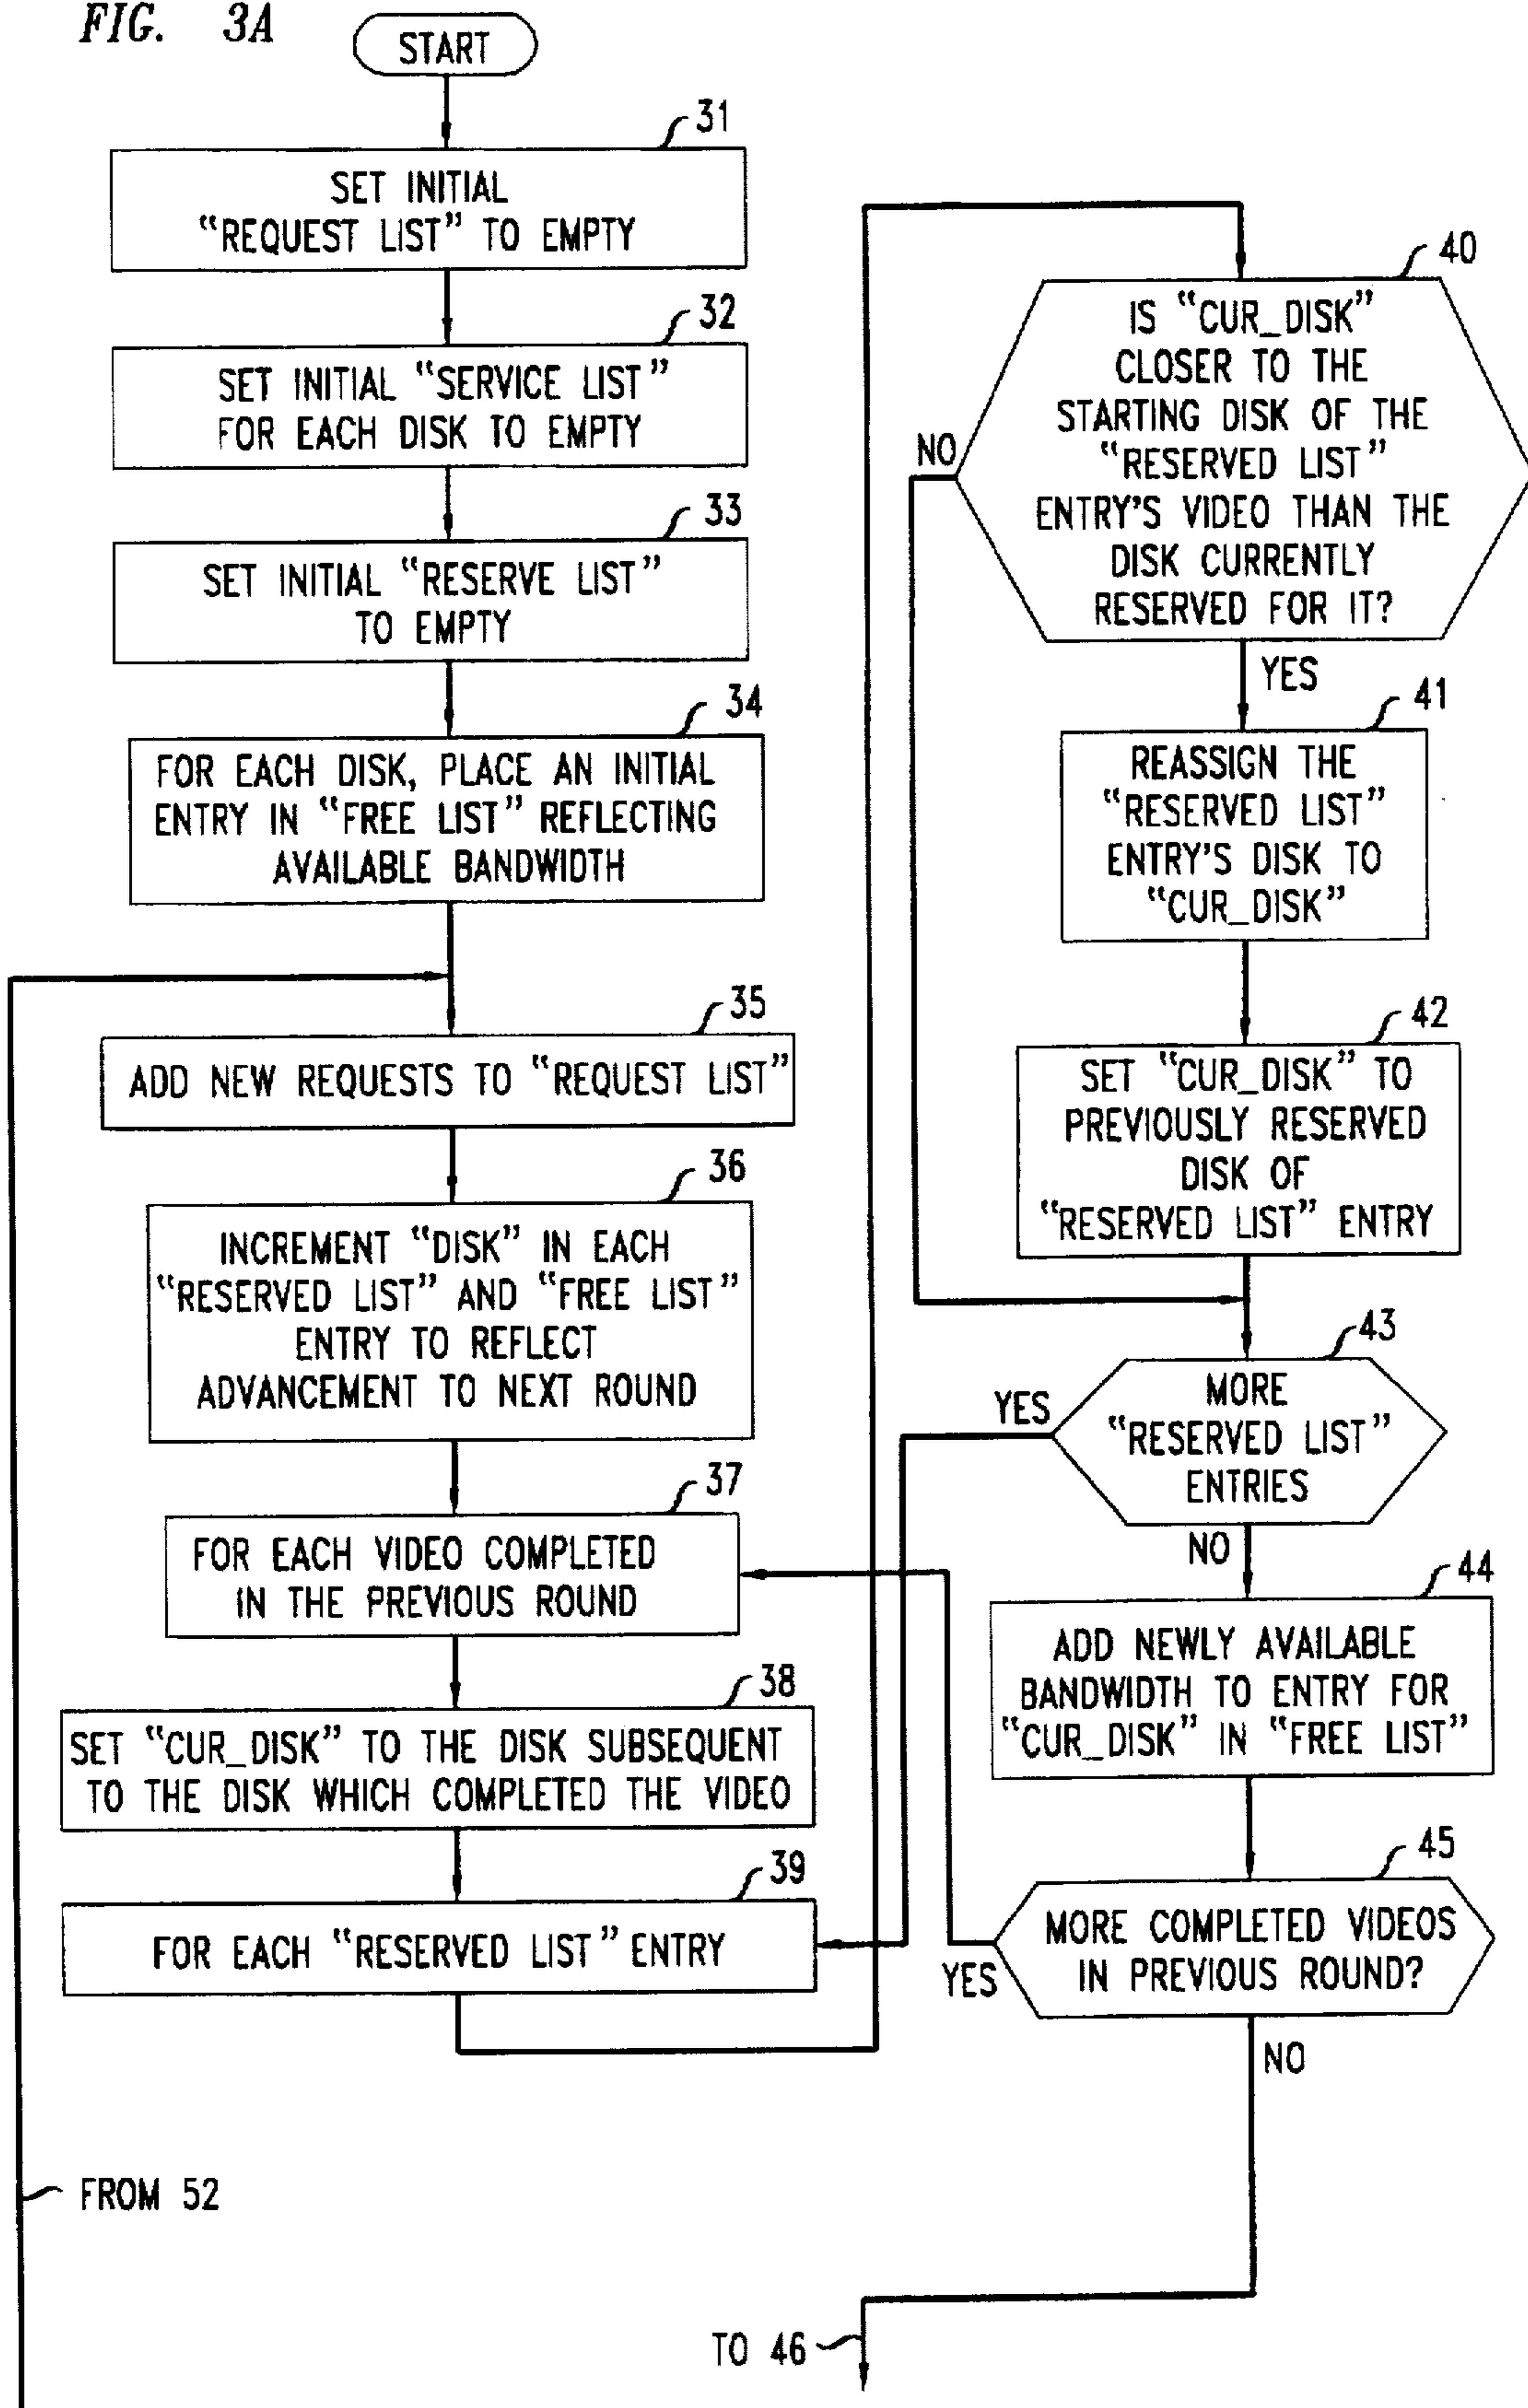 FIG. 3A
START
31
SET INITIAL
“REQUEST LIST” TO EMPTY
32
SET INITIAL “SERVICE LIST”
FOR EACH DISK TO EMPTY
33
SET INITIAL “RESERVE LIST”
TO EMPTY
34
FOR EACH DISK, PLACE AN INITIAL
ENTRY IN “FREE LIST” REFLECTING
AVAILABLE BANDWIDTH
35
ADD NEW REQUESTS TO “REQUEST LIST”
36
INCREMENT “DISK” IN EACH
“RESERVED LIST” AND “FREE LIST”
ENTRY TO REFLECT
ADVANCEMENT TO NEXT ROUND
37
FOR EACH VIDEO COMPLETED
IN THE PREVIOUS ROUND
38
SET “CUR_DISK” TO THE DISK SUBSEQUENT
TO THE DISK WHICH COMPLETED THE VIDEO
39
FOR EACH “RESERVED LIST” ENTRY
FROM 52
40
IS “CUR_DISK”
CLOSER TO THE
STARTING DISK OF THE
“RESERVED LIST”
ENTRY'S VIDEO THAN THE
DISK CURRENTLY
RESERVED FOR IT?
NO
YES
41
REASSIGN THE
“RESERVED LIST”
ENTRY'S DISK TO
“CUR_DISK”
42
SET “CUR_DISK” TO
PREVIOUSLY RESERVED
DISK OF
“RESERVED LIST” ENTRY
43
MORE
“RESERVED LIST”
ENTRIES
YES
NO
44
ADD NEWLY AVAILABLE
BANDWIDTH TO ENTRY FOR
“CUR_DISK” IN “FREE LIST”
45
MORE COMPLETED VIDEOS
IN PREVIOUS ROUND?
YES
NO
TO 46